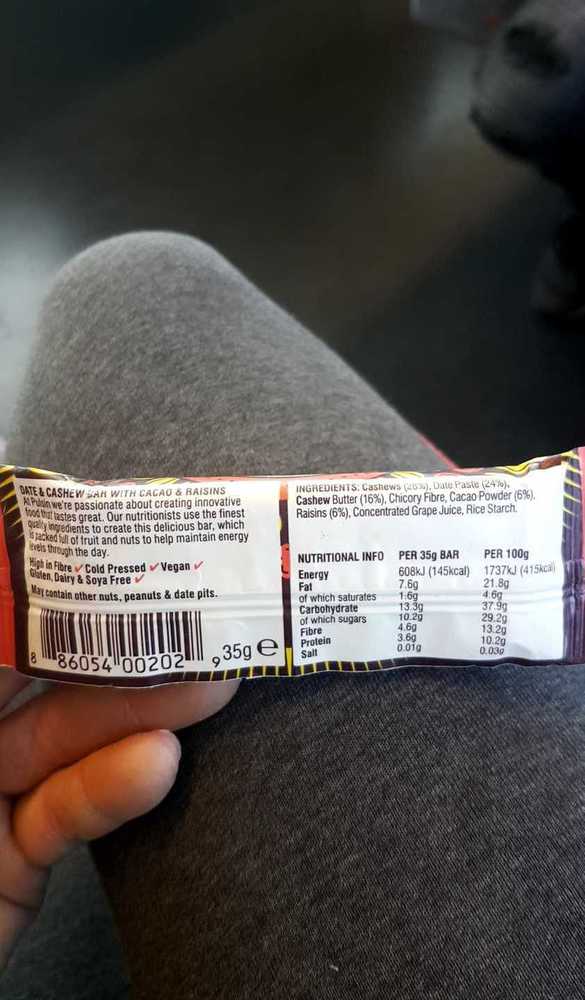 DATE & CASHEW BAR WITH CACAO & RAISINS
At Pulsin we're passionate about creating innovative
food that tastes great. Our nutritionists use the finest
quality ingredients to create this delicious bar, which
is packed full of fruit and nuts to help maintain energy
levels through the day.
High in Fibre ✓ Cold Pressed ✓ Vegan ✓
Gluten, Dairy & Soya Free ✓
May contain other nuts, peanuts & date pits.
8 86054 00202 9
35g e
INGREDIENTS: Cashews (28%), Date Paste (24%),
Cashew Butter (16%), Chicory Fibre, Cacao Powder (6%),
Raisins (6%), Concentrated Grape Juice, Rice Starch.
NUTRITIONAL INFO PER 35g BAR PER 100g
Energy 608kJ (145kcal) 1737kJ (415kcal)
Fat 7.6g 21.8g
of which saturates 1.6g 4.6g
Carbohydrate 13.3g 37.9g
of which sugars 10.2g 29.2g
Fibre 4.6g 13.2g
Protein 3.6g 10.2g
Salt 0.01g 0.03g